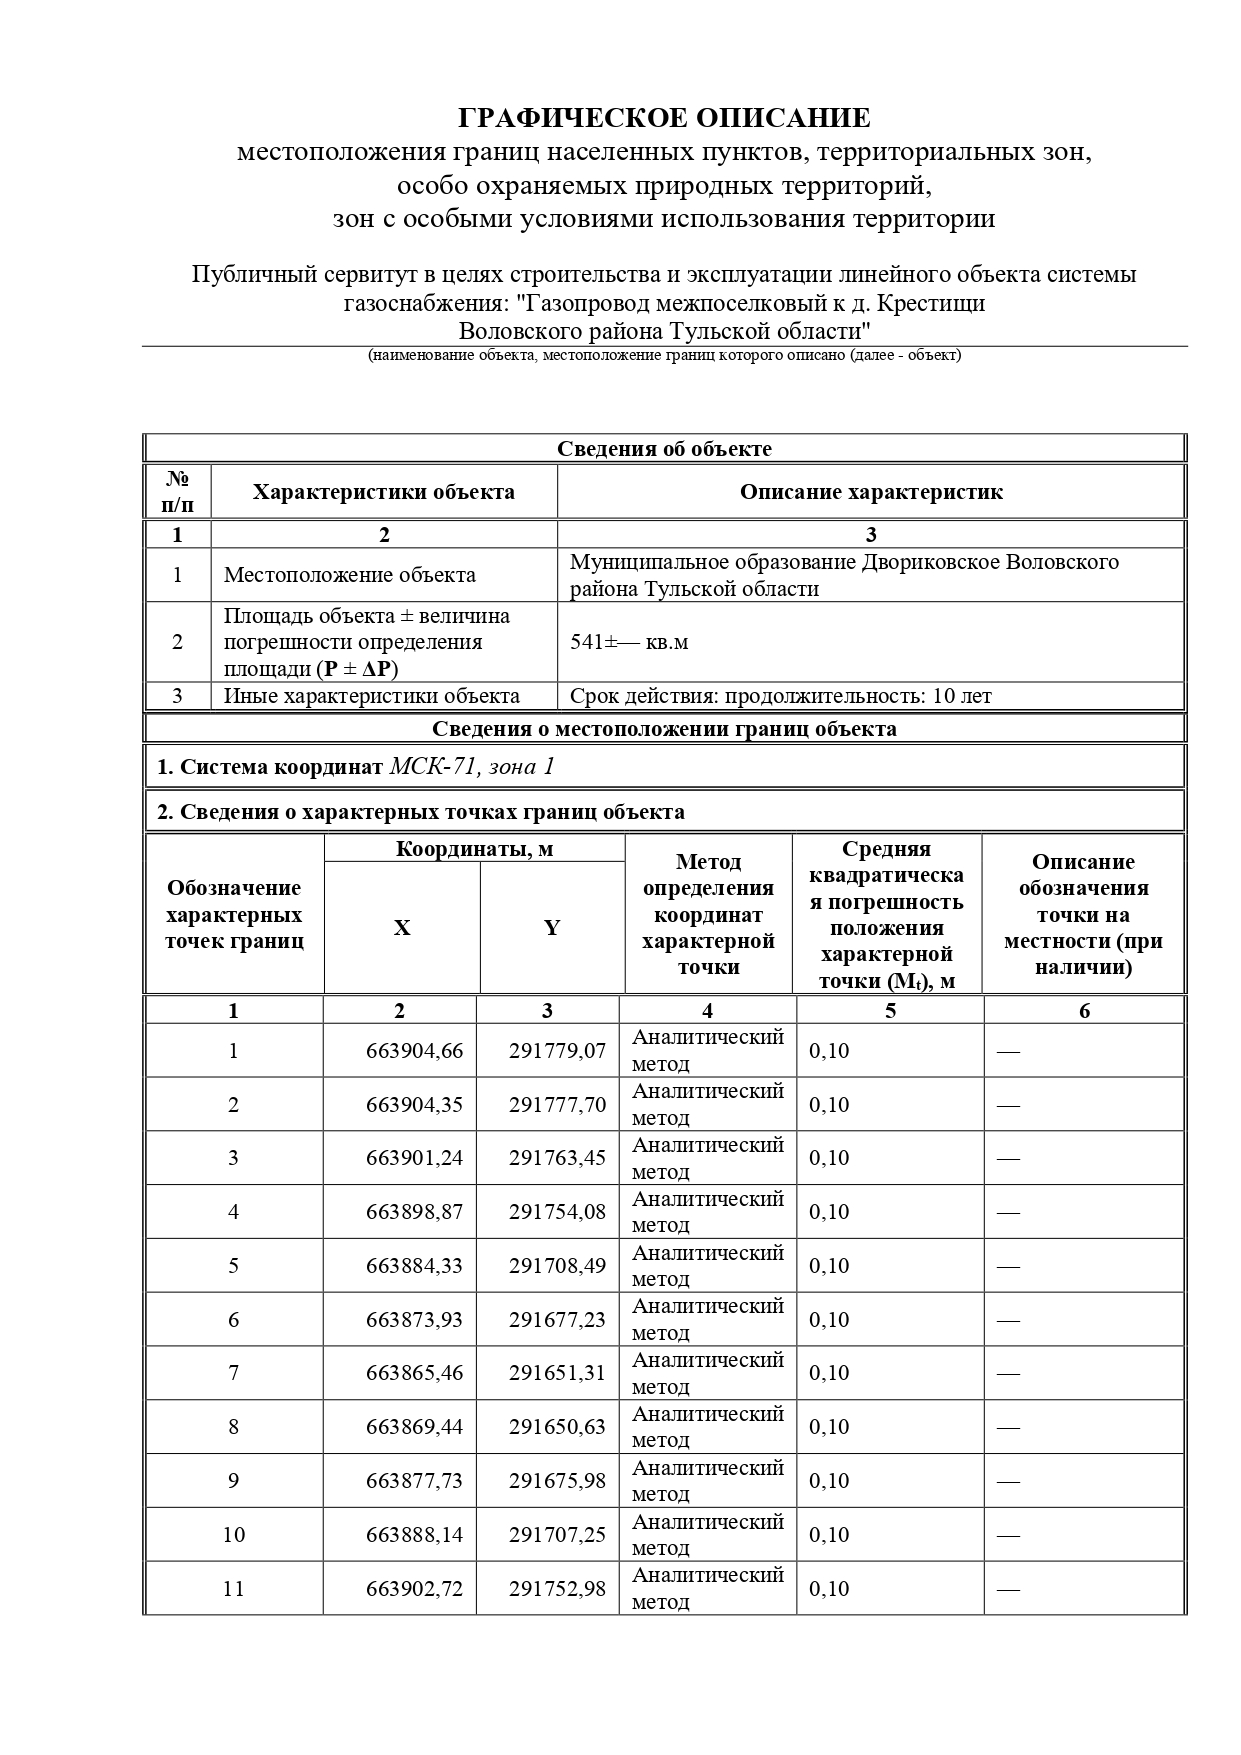 ГРАФИЧЕСКОЕ ОПИСАНИЕ
местоположения границ населенных пунктов, территориальных зон,
особо охраняемых природных территорий,
зон с особыми условиями использования территории
Публичный сервитут в целях строительства и эксплуатации линейного объекта системы
газоснабжения: "Газопровод межпоселковый к д. Крестищи
Воловского района Тульской области"
(наименование объекта, местоположение границ которого описано (далее - объект)
Сведения об объекте
№
п/п
Характеристики объекта
Описание характеристик
1 2 3
1 Местоположение объекта
Муниципальное образование Двориковское Воловского
района Тульской области
2
Площадь объекта ± величина
погрешности определения
площади (P ± ΔP)
541±— кв.м
3 Иные характеристики объекта Срок действия: продолжительность: 10 лет
Сведения о местоположении границ объекта
1. Система координат МСК-71, зона 1
2. Сведения о характерных точках границ объекта
Обозначение
характерных
точек границ
Координаты, м
X Y
Метод
определения
координат
характерной
точки
Средняя
квадратическа
я погрешность
положения
характерной
точки (Mt), м
Описание
обозначения
точки на
местности (при
наличии)
1 2 3 4 5 6
1 663904,66 291779,07 Аналитический
метод 0,10 —
2 663904,35 291777,70 Аналитический
метод 0,10 —
3 663901,24 291763,45 Аналитический
метод 0,10 —
4 663898,87 291754,08 Аналитический
метод 0,10 —
5 663884,33 291708,49 Аналитический
метод 0,10 —
6 663873,93 291677,23 Аналитический
метод 0,10 —
7 663865,46 291651,31 Аналитический
метод 0,10 —
8 663869,44 291650,63 Аналитический
метод 0,10 —
9 663877,73 291675,98 Аналитический
метод 0,10 —
10 663888,14 291707,25 Аналитический
метод 0,10 —
11 663902,72 291752,98 Аналитический
метод 0,10 —